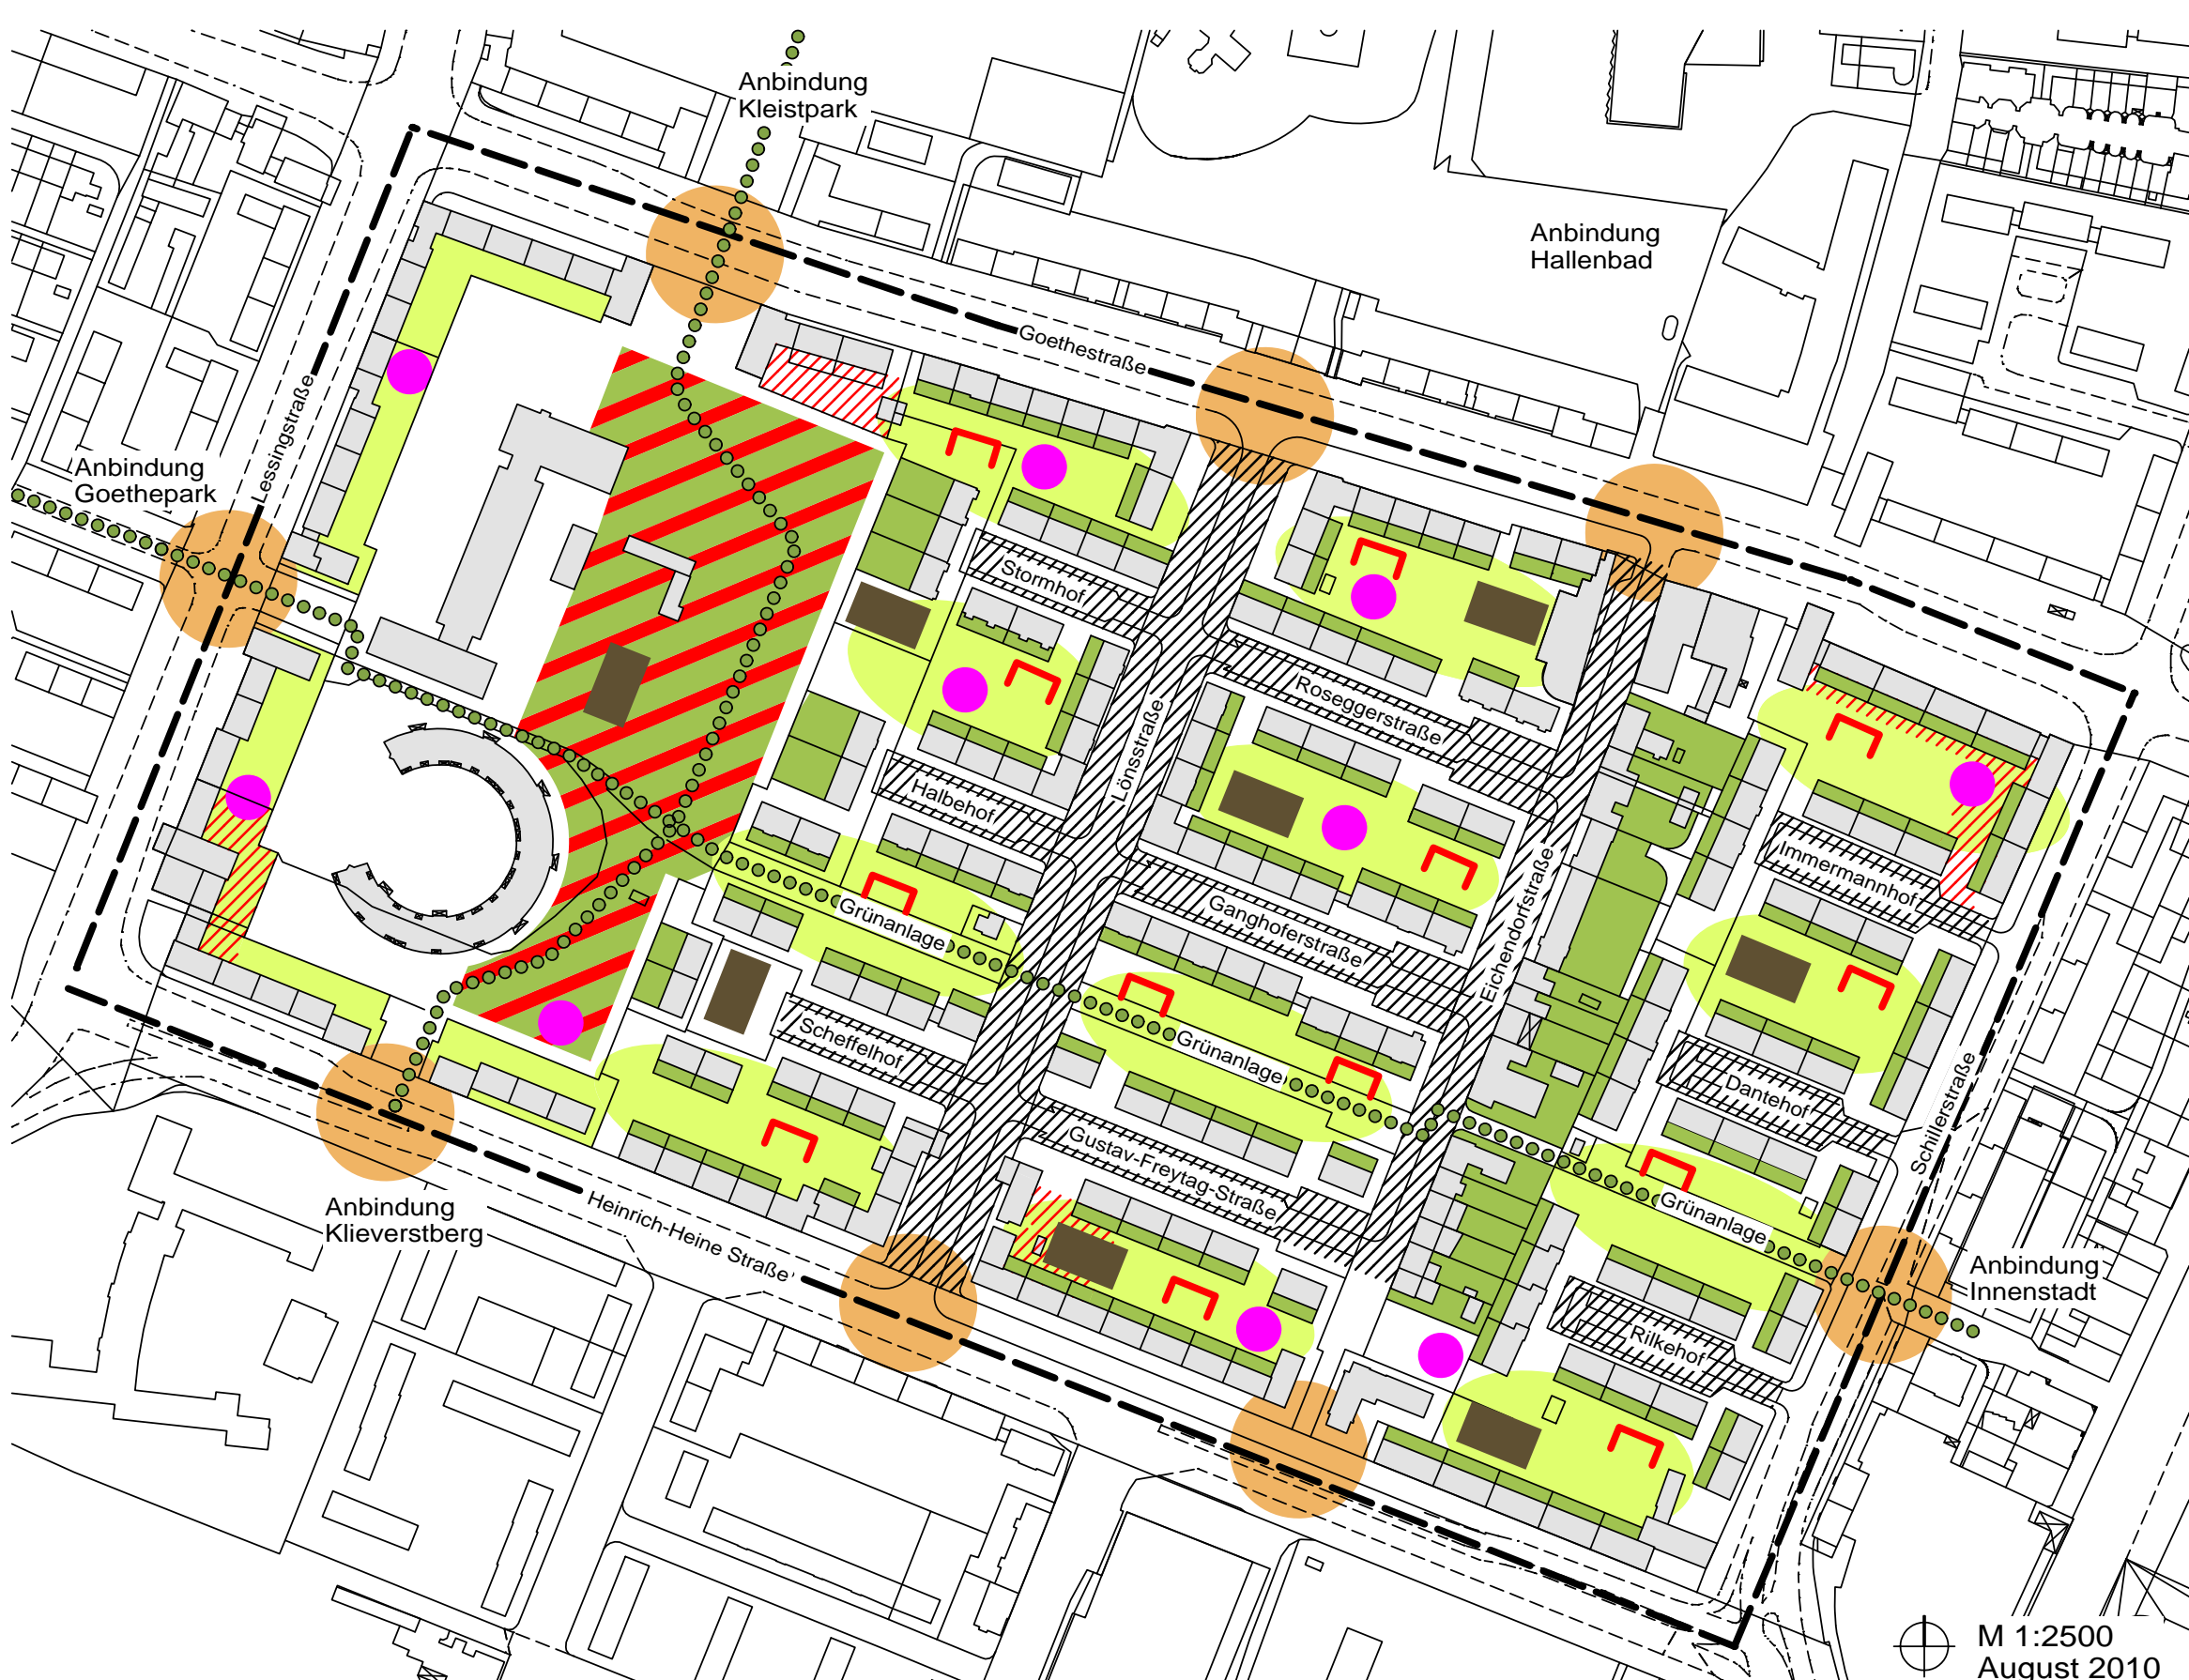 Anbindung
Kleistpark
Anbindung
Hallenbad
Goethestraße
Lessingstraße
Anbindung
Goethepark
Stormhof
Roseggerstraße
Lönsstraße
Halbehof
Immermannhof
Ganghoferstraße
Eichendorfstraße
Grünanlage
Scheffelhof
Grünanlage
Dantehof
Schillerstraße
Gustav-Freytag-Straße
Grünanlage
Anbindung
Klieverstberg
Heinrich-Heine Straße
Anbindung
Innenstadt
Rilkehof
M 1:2500
August 2010